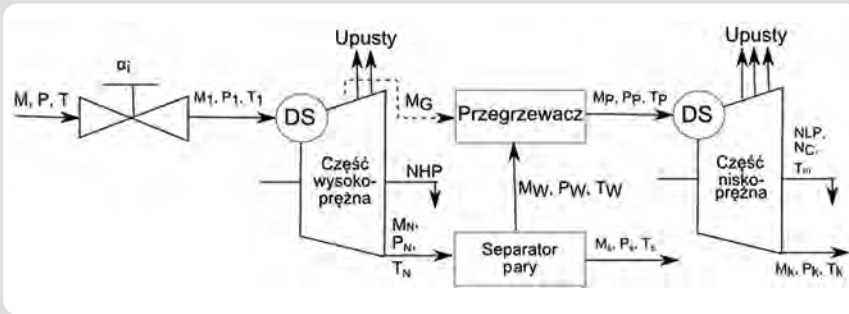 αi
M, P, T
M1, P1, T1
DS
Upusty
Część
wysoko-
prężna
NHP
MG
MN,
PN,
TN
Przegrzewacz
MW, PW, TW
Separator
pary
Ms, Ps, Ts
MP, PP, TP
DS
Upusty
Część
nisko-
prężna
NLP,
NC,
Tm
Mk, Pk, Tk